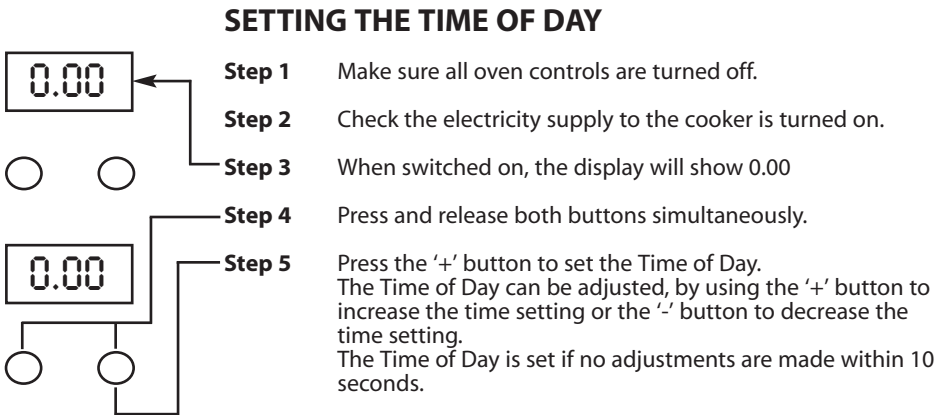 SETTING THE TIME OF DAY
0.00
Step 1 Make sure all oven controls are turned off.
Step 2 Check the electricity supply to the cooker is turned on.
Step 3 When switched on, the display will show 0.00
Step 4 Press and release both buttons simultaneously.
0.00
Step 5 Press the ‘+’ button to set the Time of Day.
The Time of Day can be adjusted, by using the ‘+’ button to
increase the time setting or the ‘-’ button to decrease the
time setting.
The Time of Day is set if no adjustments are made within 10
seconds.